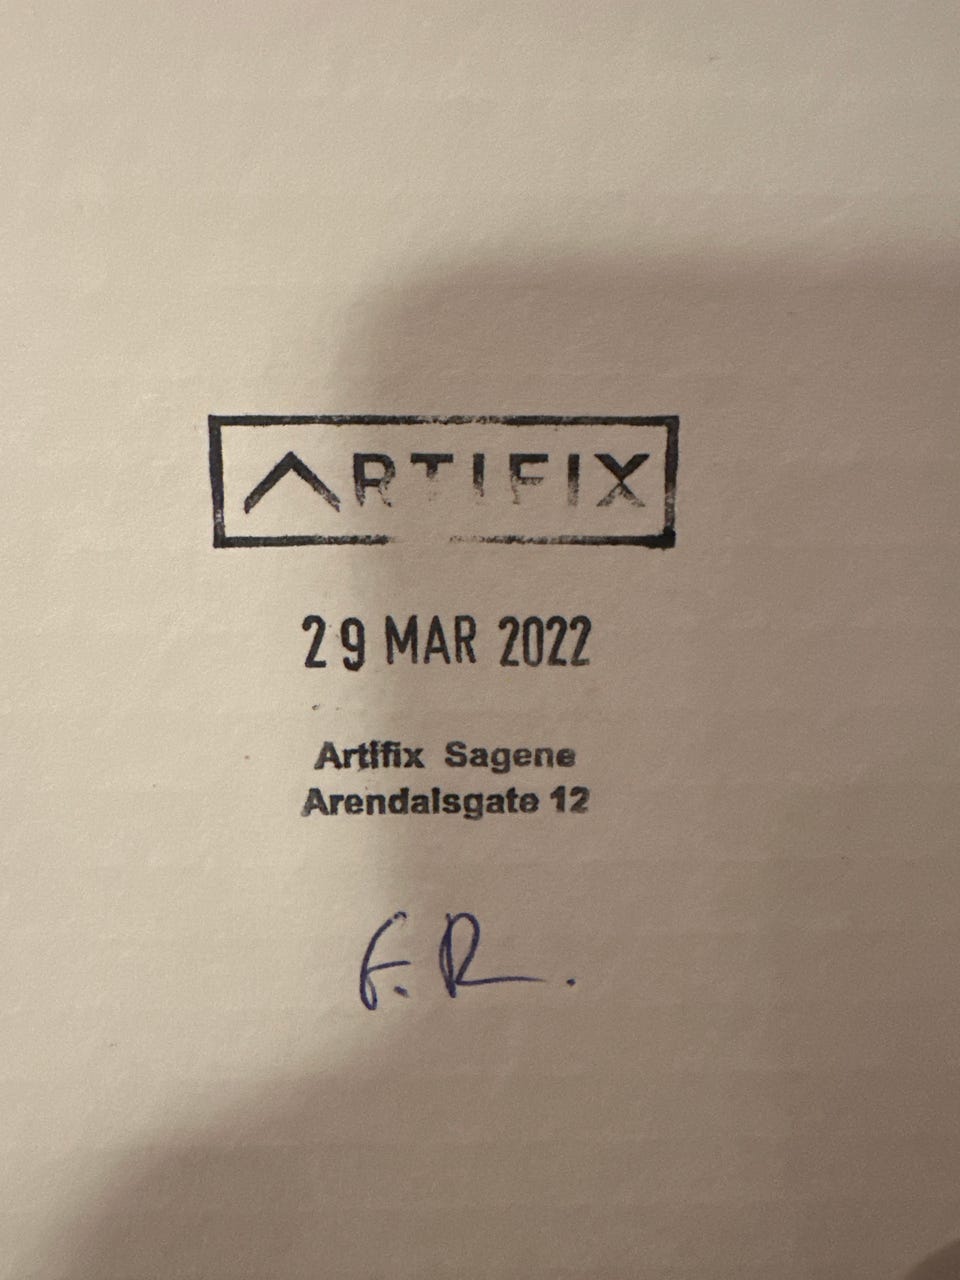 ARTIFIX
29 MAR 2022
Artifix Sagene
Arendalsgate 12
F. R.